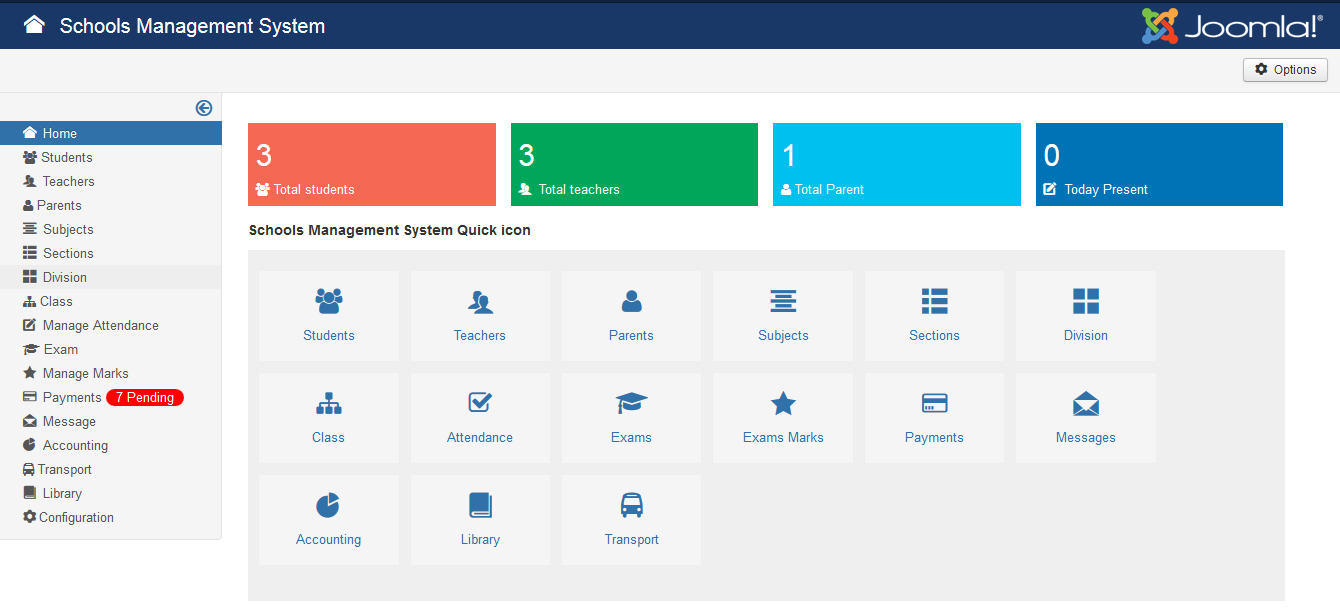 Schools Management System
Joomla!®
Options
Home
Students
Teachers
Parents
Subjects
Sections
Division
Class
Manage Attendance
Exam
Manage Marks
Payments 7 Pending
Message
Accounting
Transport
Library
Configuration
3
Total students
3
Total teachers
1
Total Parent
0
Today Present
Schools Management System Quick icon
Students Teachers Parents Subjects Sections Division
Class Attendance Exams Exams Marks Payments Messages
Accounting Library Transport